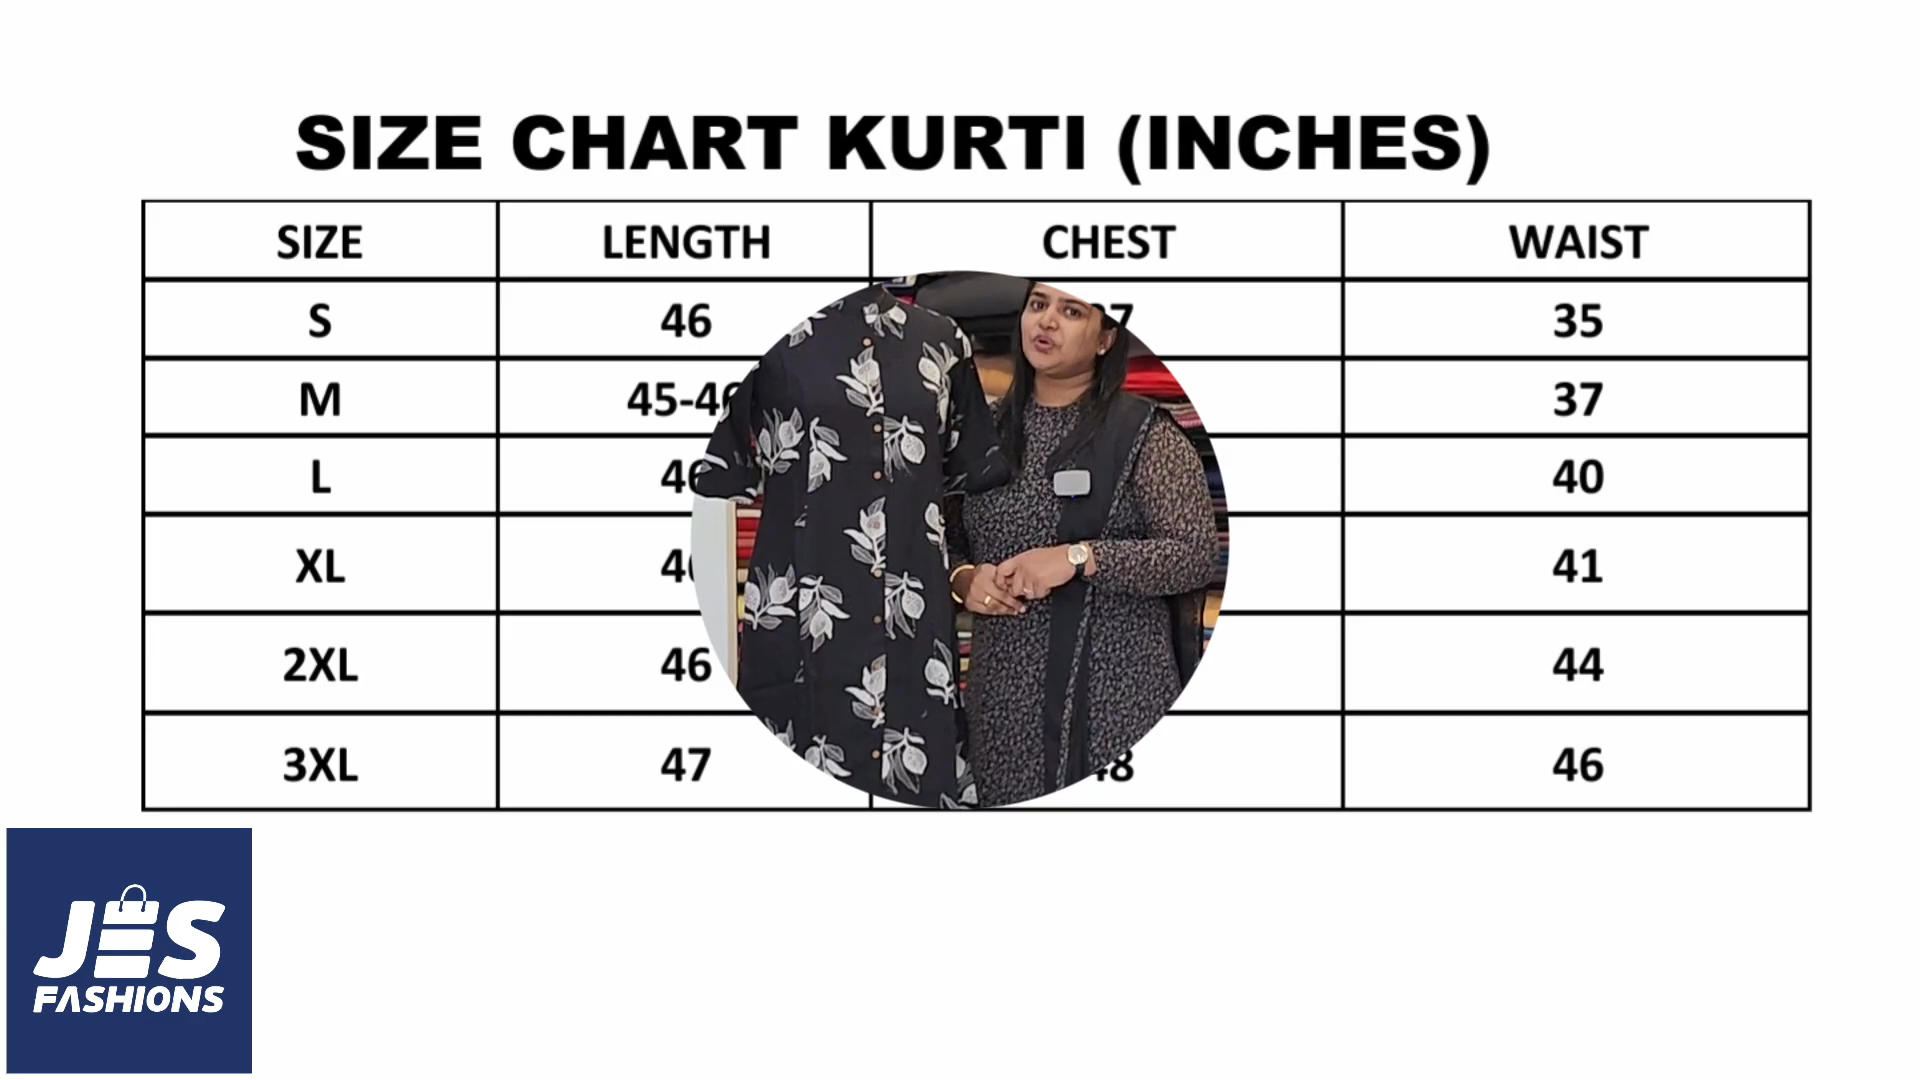 SIZE CHART KURTI (INCHES)
SIZE LENGTH CHEST WAIST
S 46 35
M 37
L 40
XL 41
2XL 46 44
3XL 47 46
JES
FASHIONS